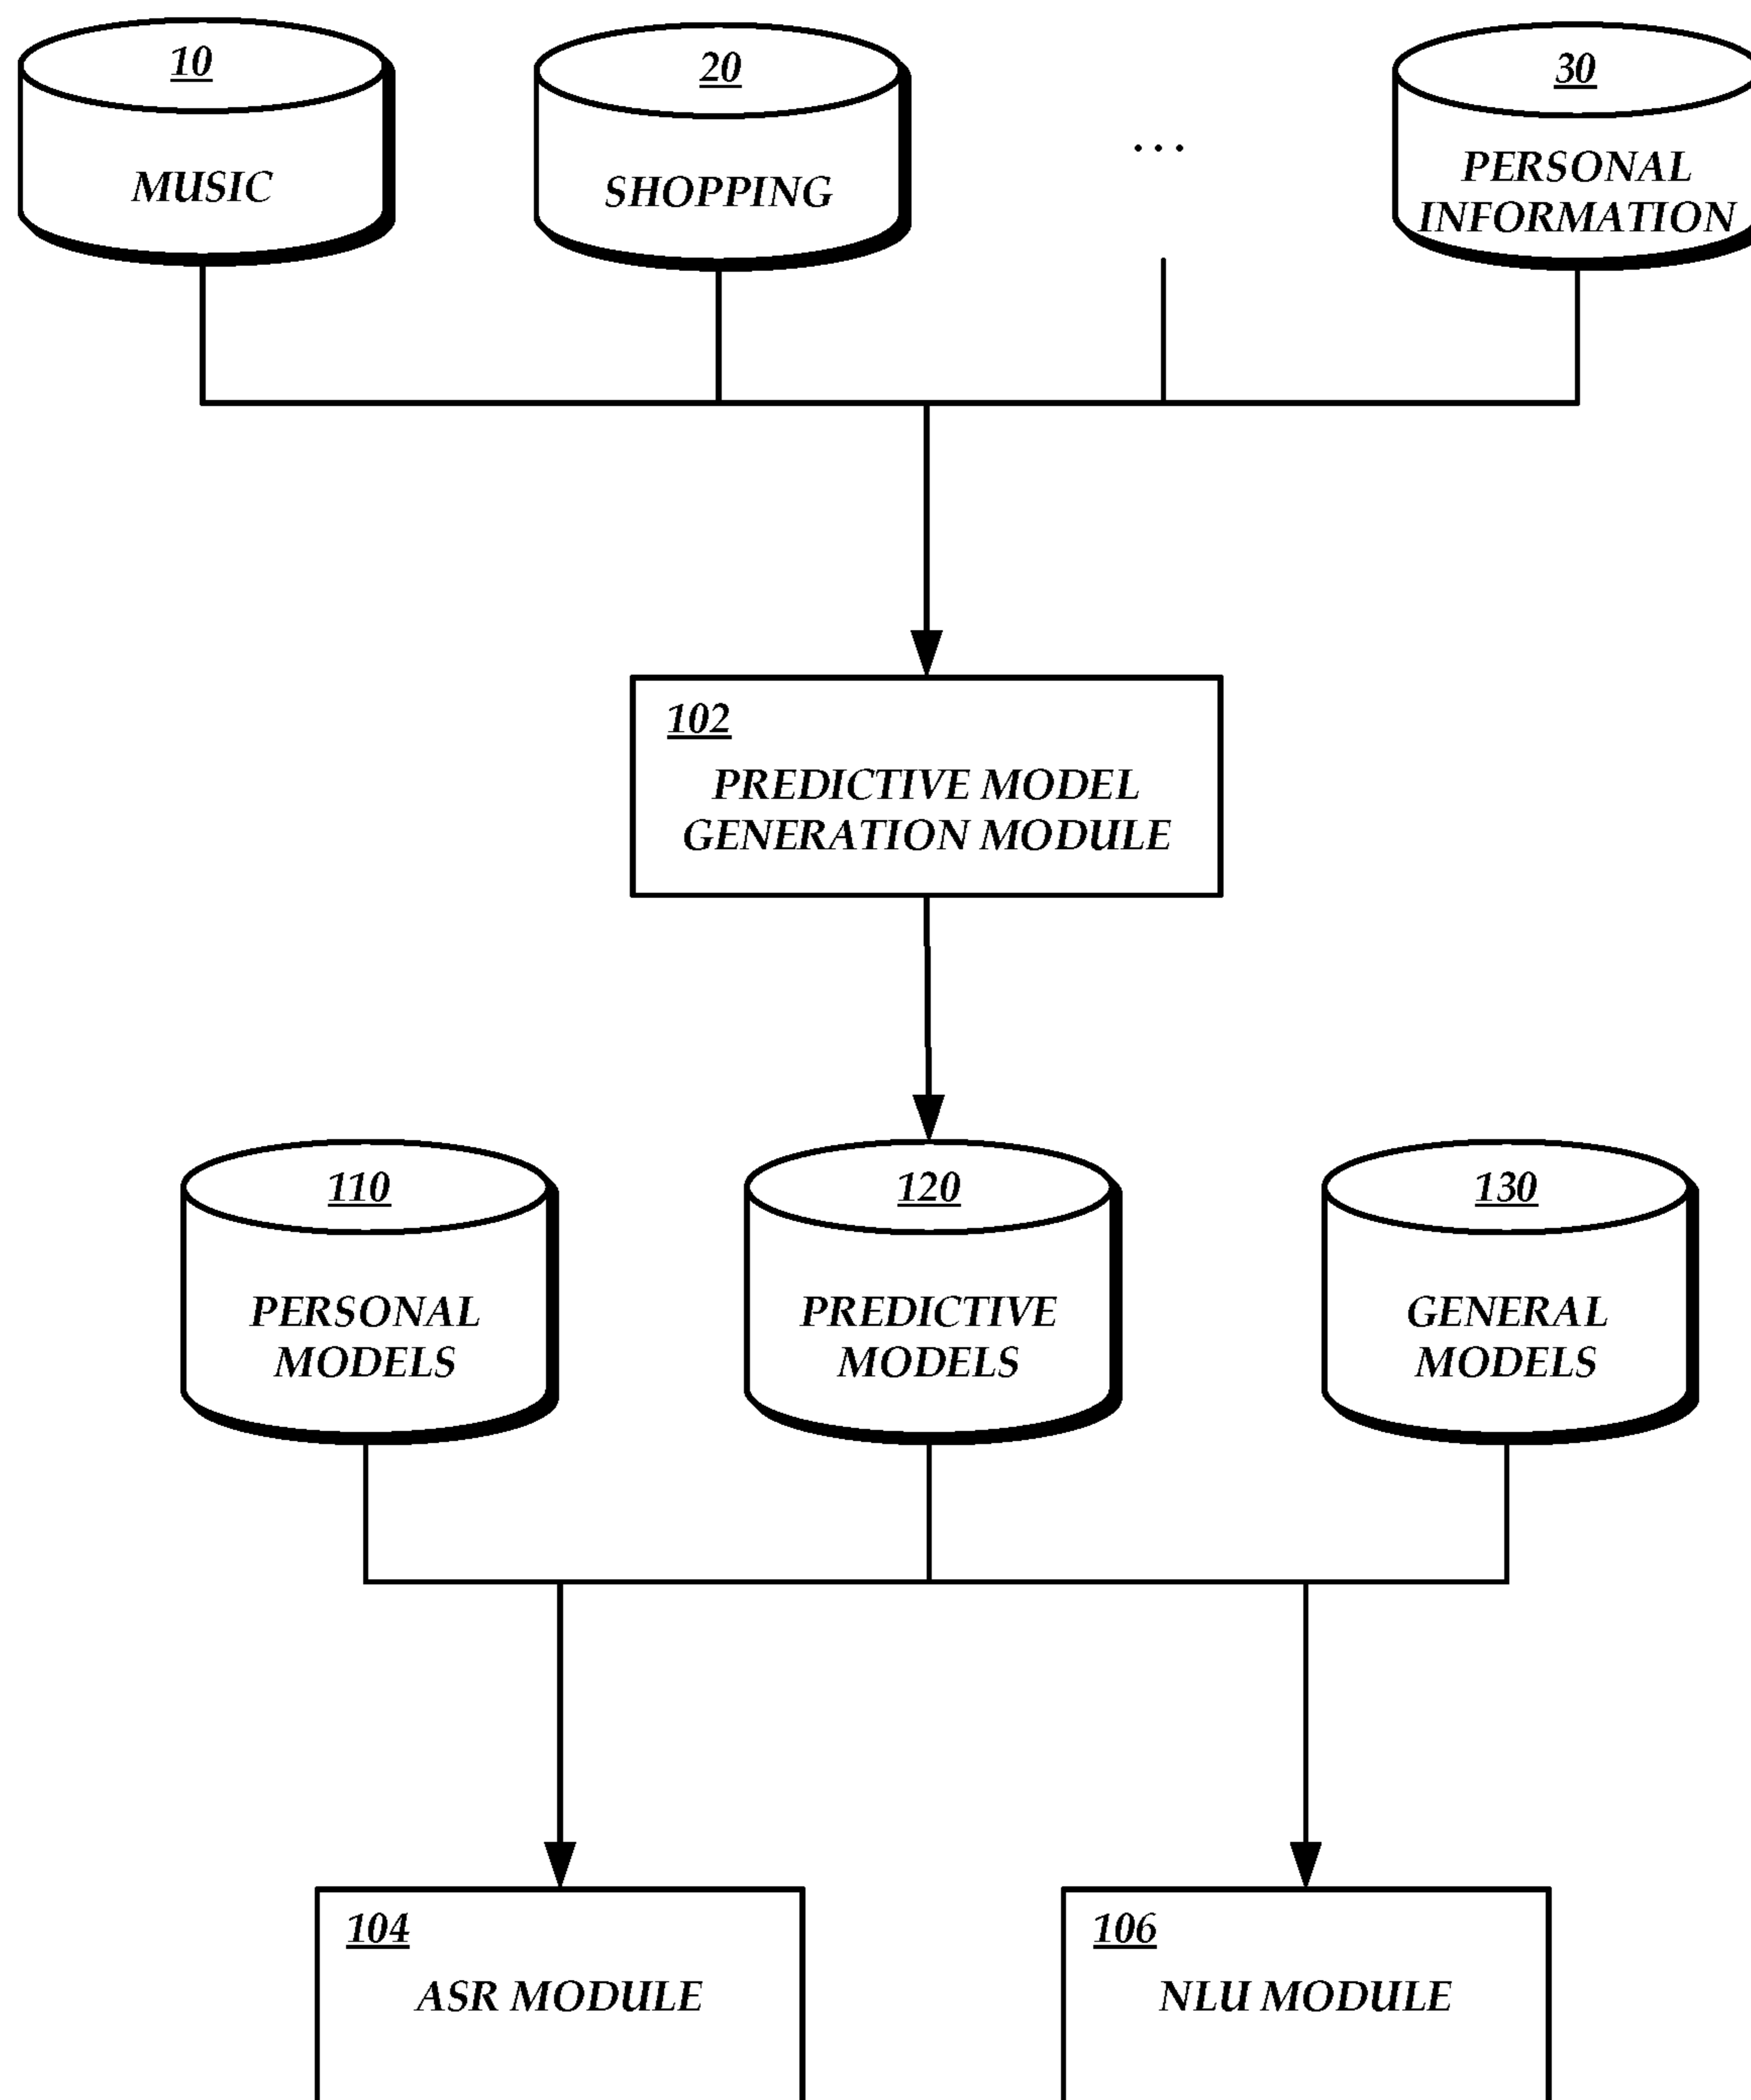 10
MUSIC
20
SHOPPING
...
30
PERSONAL
INFORMATION
102
PREDICTIVE MODEL
GENERATION MODULE
110
PERSONAL
MODELS
120
PREDICTIVE
MODELS
130
GENERAL
MODELS
104
ASR MODULE
106
NLU MODULE